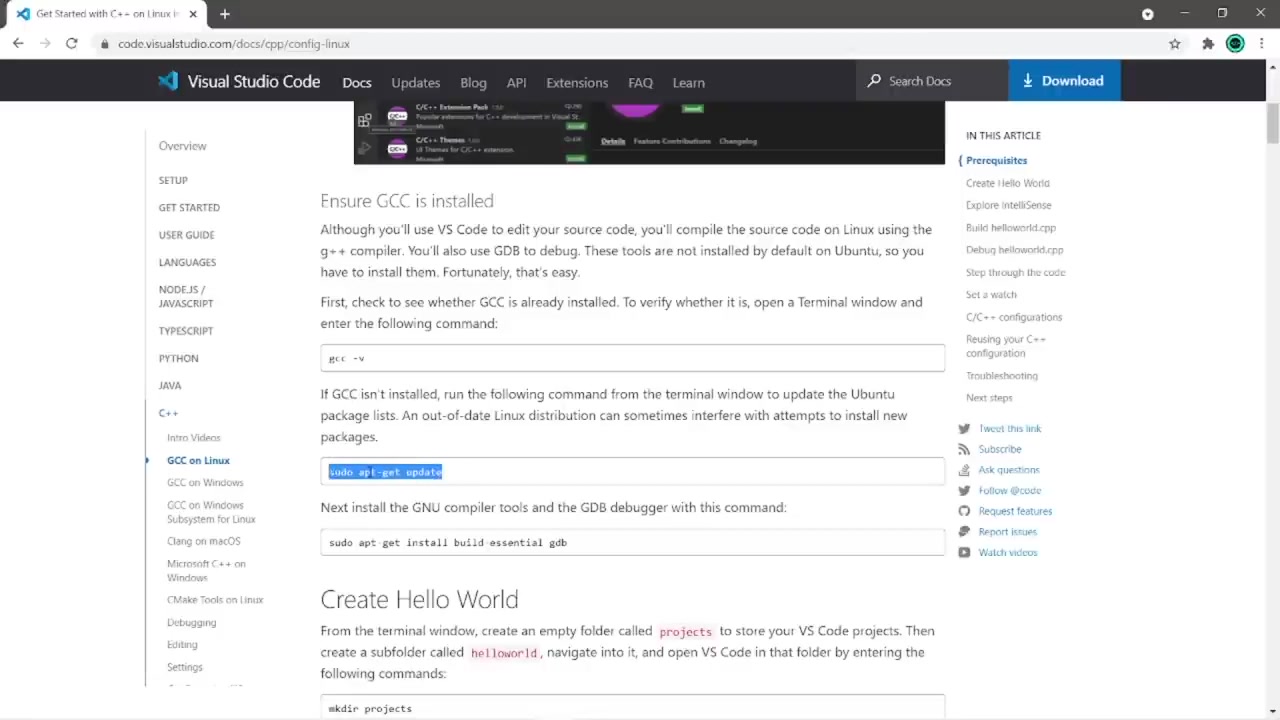 Get Started with C++ on Linux in
code.visualstudio.com/docs/cpp/config-linux
Visual Studio Code
Docs
Updates
Blog
API
Extensions
FAQ
Learn
Search Docs
Download
C/C++ Extension Pack
Popular extensions for C++ development in Visual St
Microsoft
Install
C/C++ Themes
UI Themes for C/C++ extension.
Microsoft
Install
Install
Details
Feature Contributions
Changelog
Overview
SETUP
GET STARTED
USER GUIDE
LANGUAGES
NODE.JS /
JAVASCRIPT
TYPESCRIPT
PYTHON
JAVA
C++
Intro Videos
GCC on Linux
GCC on Windows
GCC on Windows
Subsystem for Linux
Clang on macOS
Microsoft C++ on
Windows
CMake Tools on Linux
Debugging
Editing
Settings
Ensure GCC is installed
Although you'll use VS Code to edit your source code, you'll compile the source code on Linux using the
g++ compiler. You'll also use GDB to debug. These tools are not installed by default on Ubuntu, so you
have to install them. Fortunately, that's easy.
First, check to see whether GCC is already installed. To verify whether it is, open a Terminal window and
enter the following command:
gcc -v
If GCC isn't installed, run the following command from the terminal window to update the Ubuntu
package lists. An out-of-date Linux distribution can sometimes interfere with attempts to install new
packages.
sudo apt-get update
Next install the GNU compiler tools and the GDB debugger with this command:
sudo apt-get install build-essential gdb
Create Hello World
From the terminal window, create an empty folder called projects to store your VS Code projects. Then
create a subfolder called helloworld, navigate into it, and open VS Code in that folder by entering the
following commands:
mkdir projects
IN THIS ARTICLE
Prerequisites
Create Hello World
Explore IntelliSense
Build helloworld.cpp
Debug helloworld.cpp
Step through the code
Set a watch
C/C++ configurations
Reusing your C++
configuration
Troubleshooting
Next steps
Tweet this link
Subscribe
Ask questions
Follow @code
Request features
Report issues
Watch videos